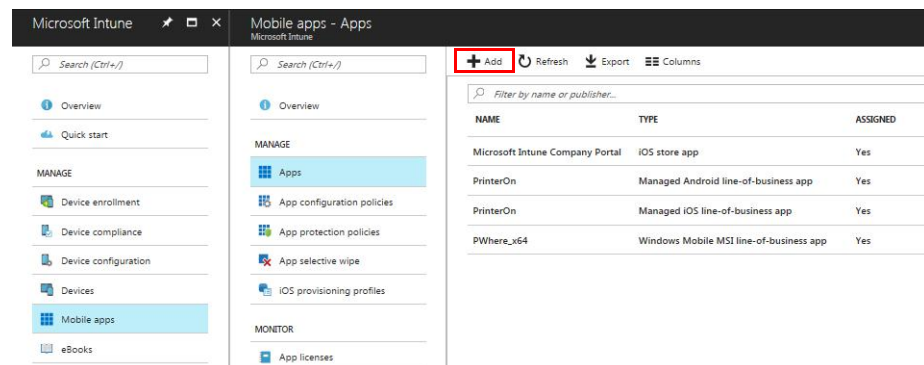 Microsoft Intune
Search (Ctrl+/)
Overview
Quick start
MANAGE
Device enrollment
Device compliance
Device configuration
Devices
Mobile apps
eBooks
Mobile apps - Apps
Microsoft Intune
Search (Ctrl+/)
Overview
MANAGE
Apps
App configuration policies
App protection policies
App selective wipe
iOS provisioning profiles
MONITOR
App licenses
Add Refresh Export Columns
Filter by name or publisher...
NAME TYPE ASSIGNED
Microsoft Intune Company Portal iOS store app Yes
PrinterOn Managed Android line-of-business app Yes
PrinterOn Managed iOS line-of-business app Yes
PWhere_x64 Windows Mobile MSI line-of-business app Yes